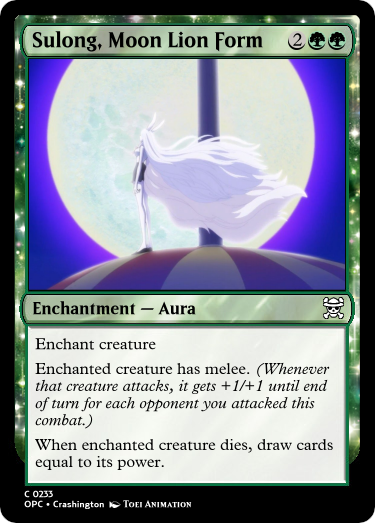 Sulong, Moon Lion Form 2
Enchantment — Aura
Enchant creature
Enchanted creature has melee. (Whenever
that creature attacks, it gets +1/+1 until end
of turn for each opponent you attacked this
combat.)
When enchanted creature dies, draw cards
equal to its power.
C 0233
OPC • Crashington TOEI ANIMATION